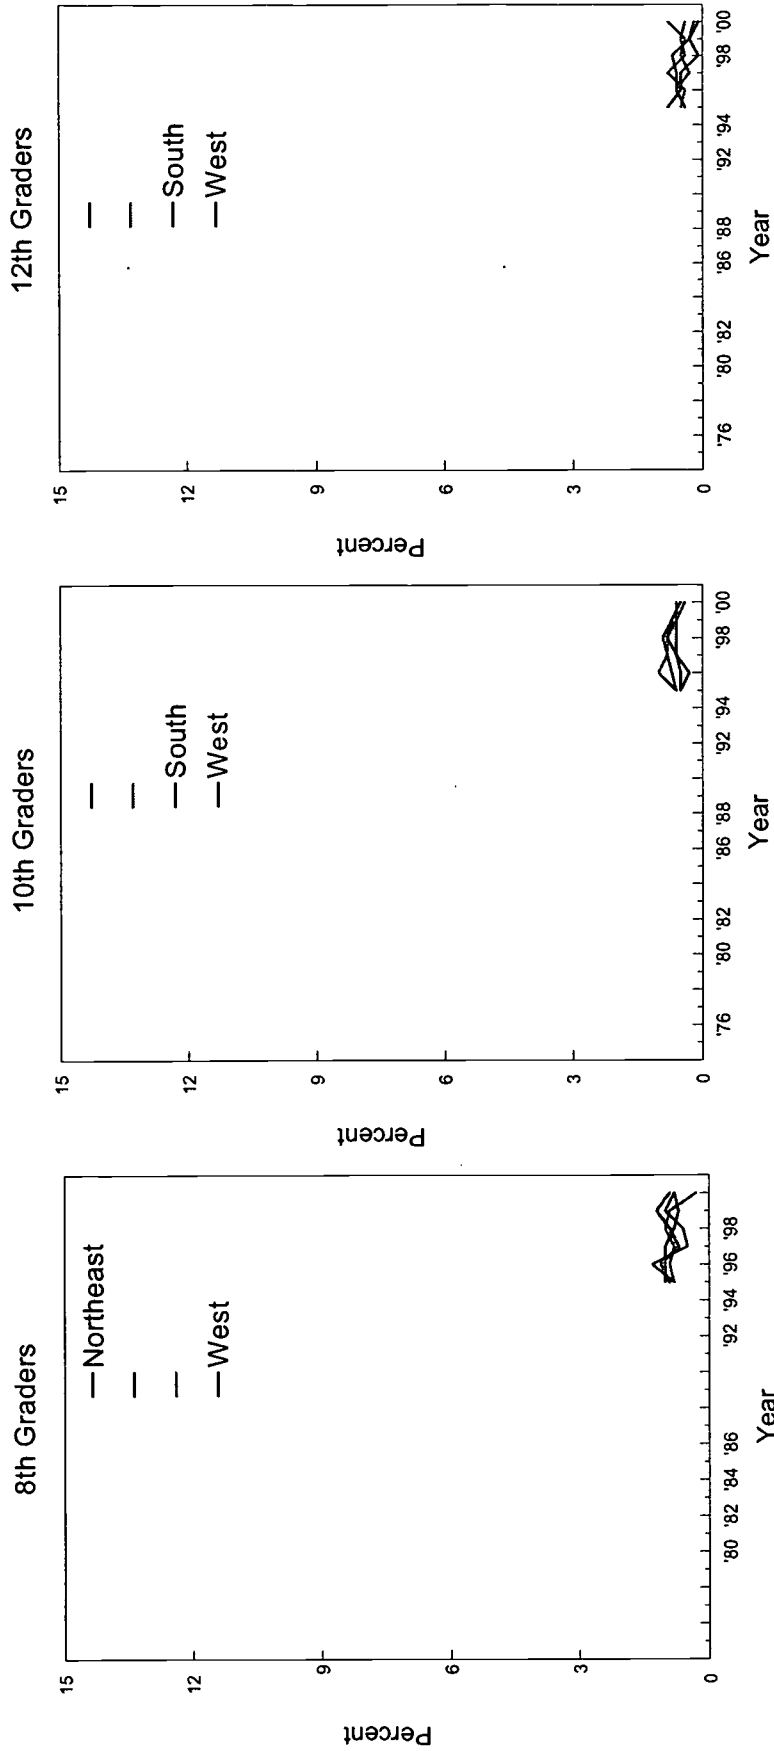 8th Graders
Percent
15
12
9
6
3
0
Northeast
West
'80
'82
'84
'86
'92
'94
'96
'98
Year
10th Graders
Percent
15
12
9
6
3
0
South
West
'76
'80
'82
'86
'88
'92
'94
'98
'00
Year
12th Graders
Percent
15
12
9
6
3
0
South
West
'76
'80
'82
'86
'88
'92
'94
'98
'00
Year